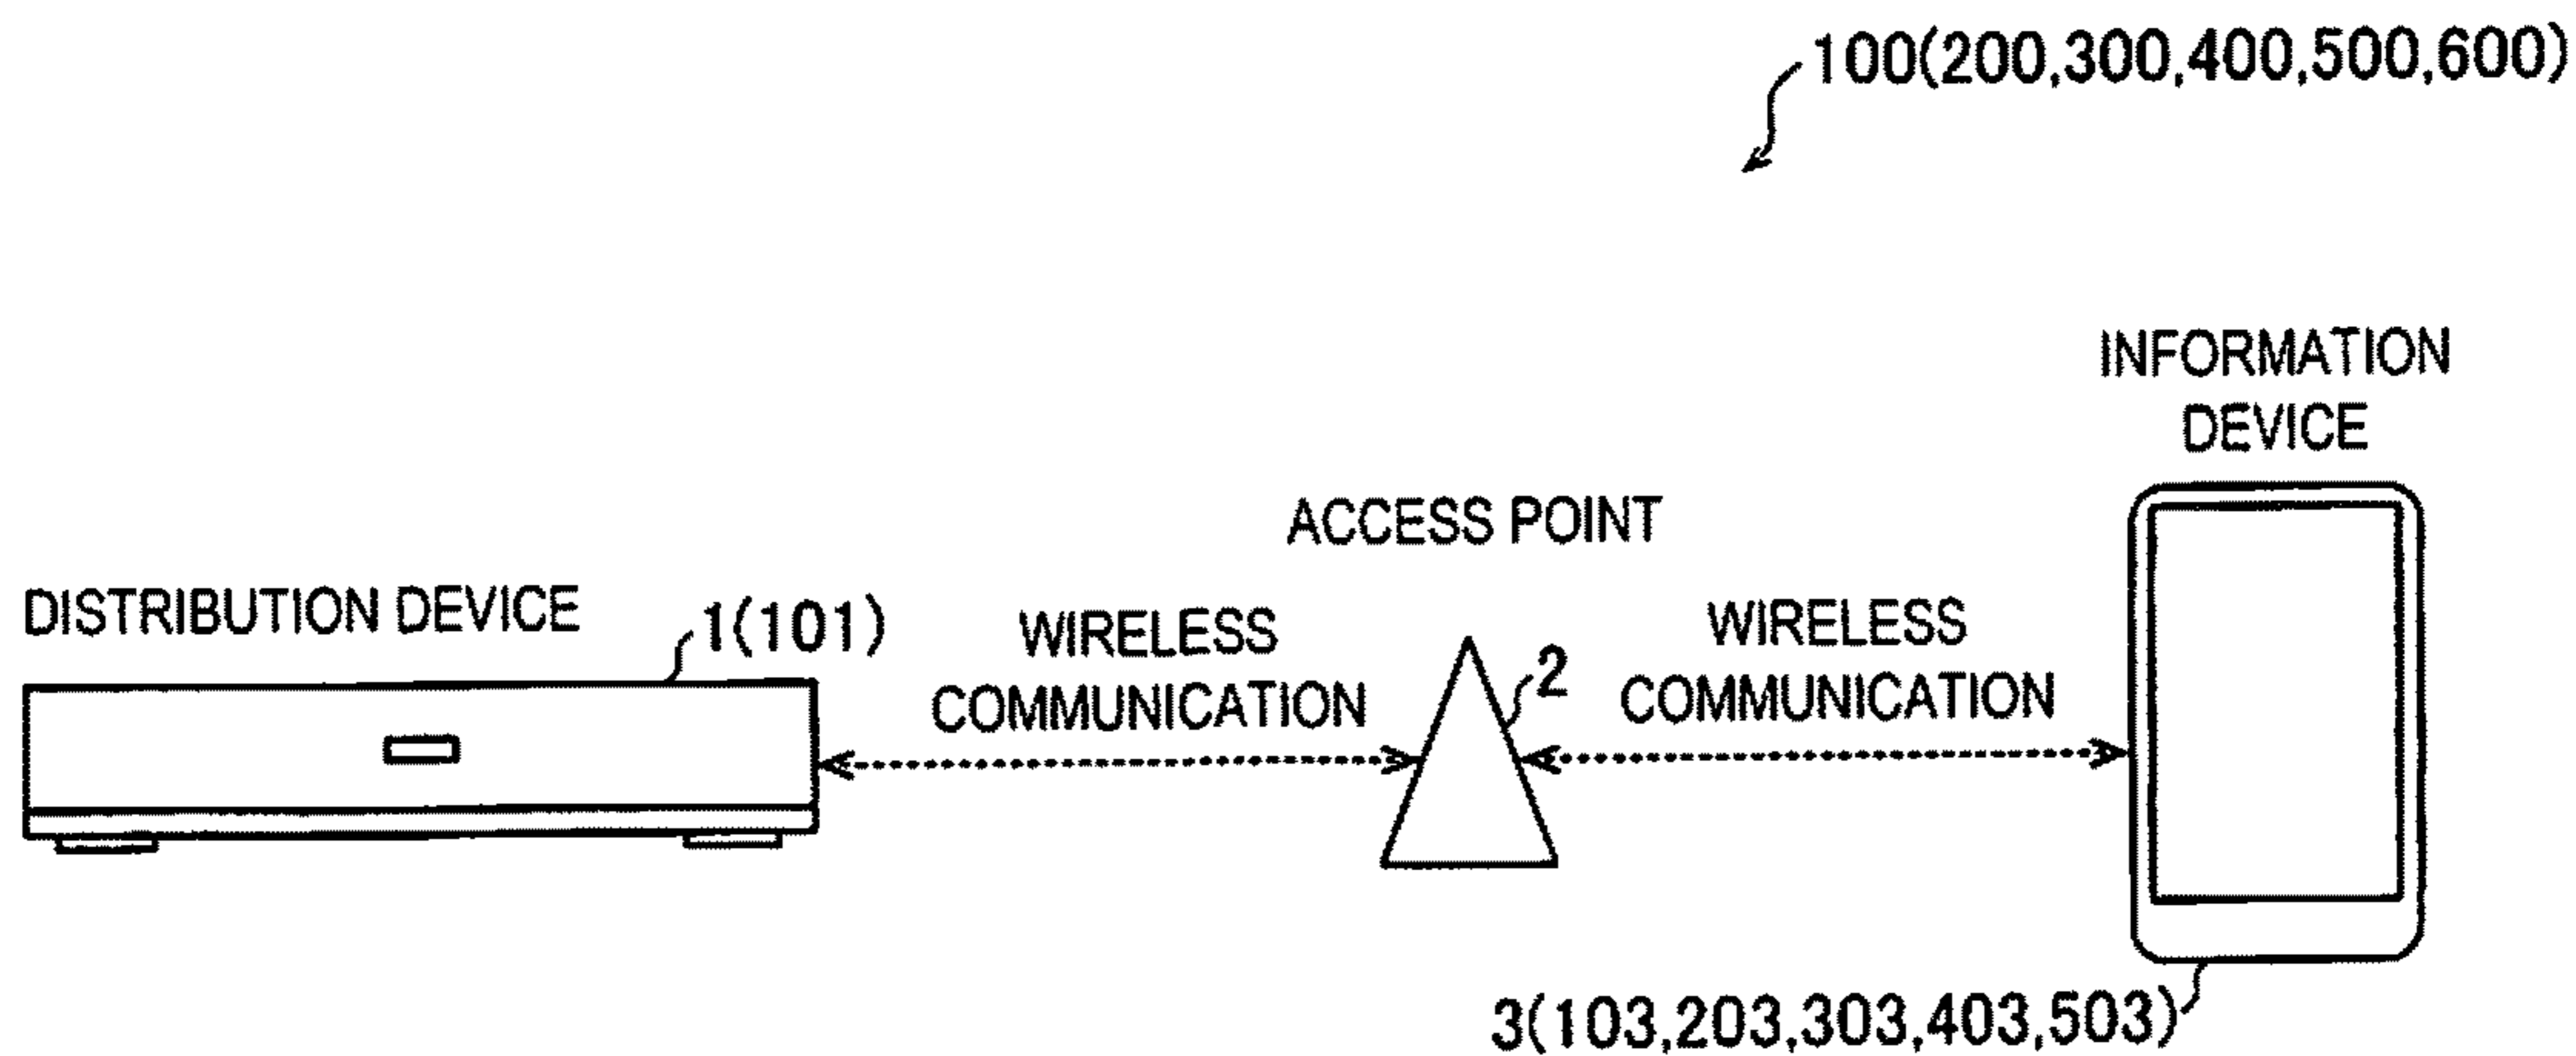 100(200,300,400,500,600)
INFORMATION
DEVICE
ACCESS POINT
DISTRIBUTION DEVICE
1(101)
WIRELESS
COMMUNICATION
2
WIRELESS
COMMUNICATION
3(103,203,303,403,503)